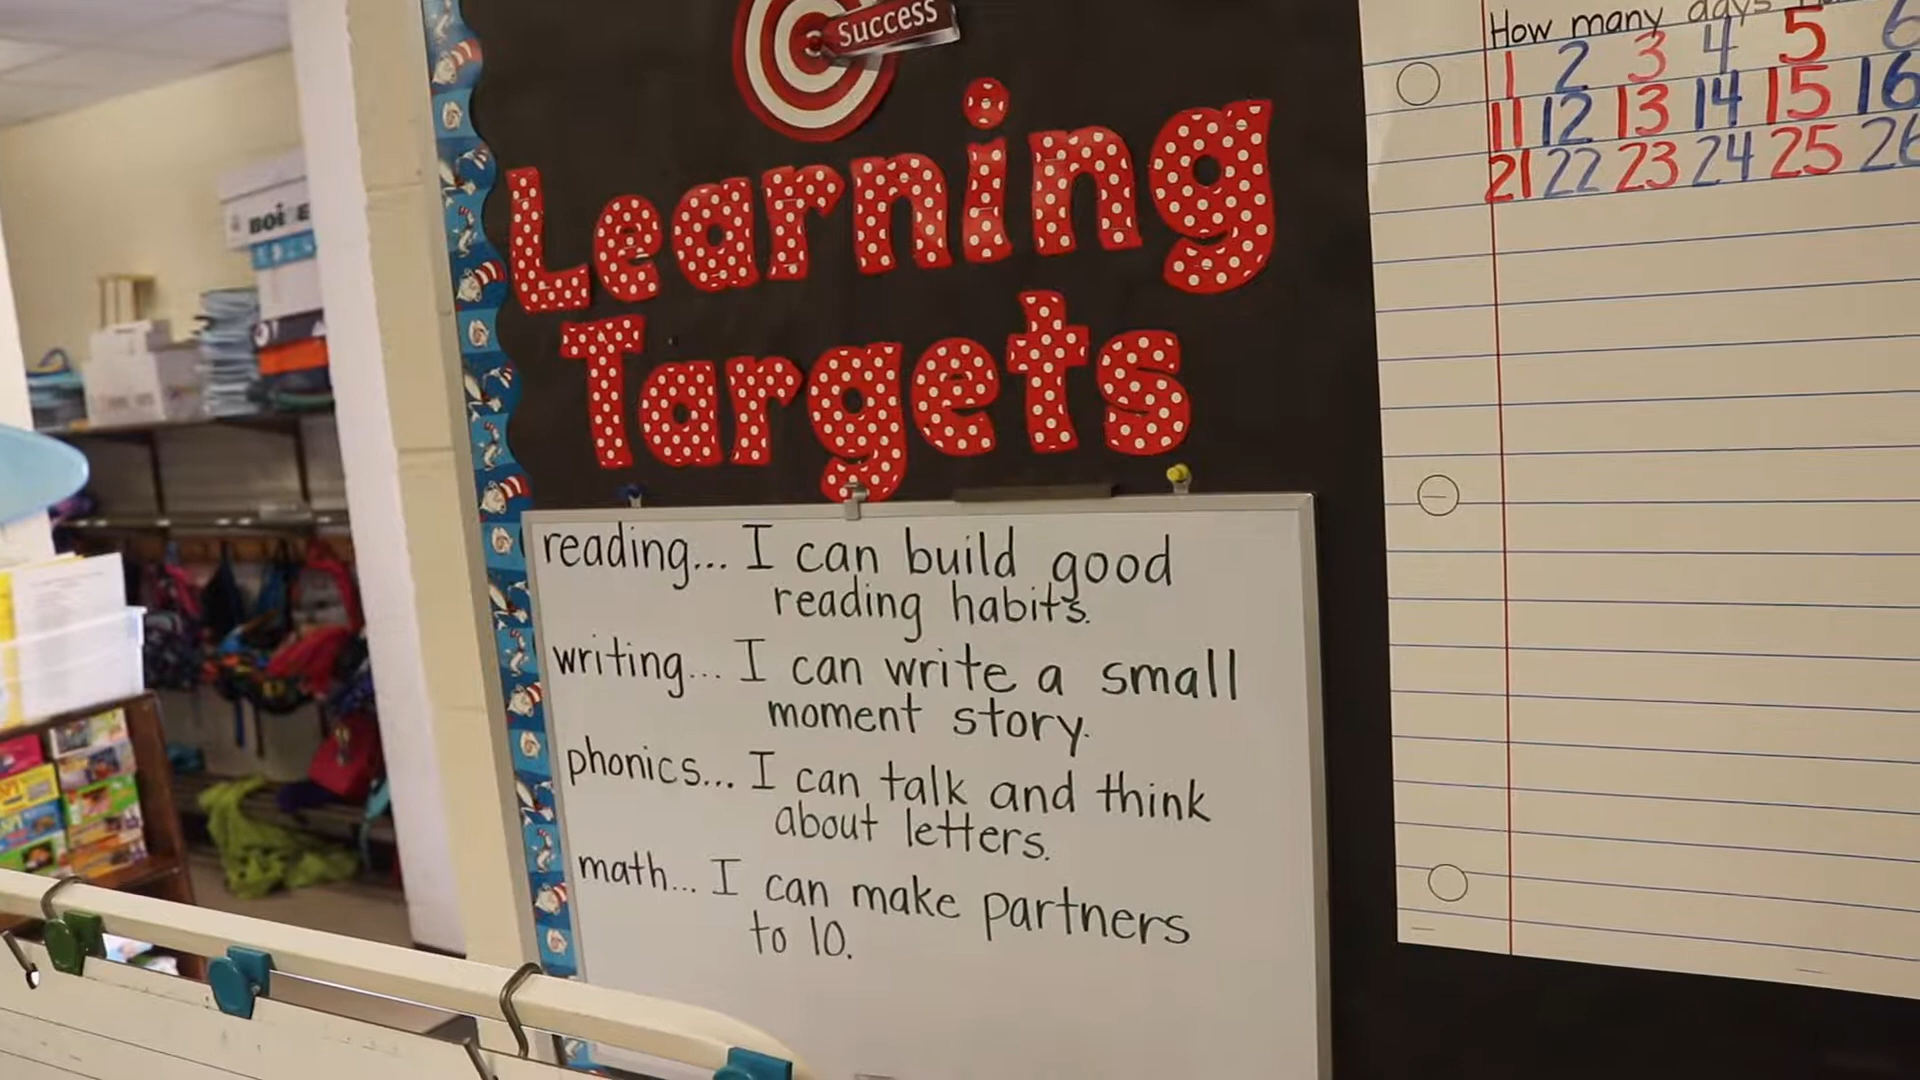 Success
Learning
Targets
reading... I can build good
reading habits.
writing... I can write a small
moment story.
phonics... I can talk and think
about letters.
math... I can make partners
to 10.
How many days
1 2 3 4 5 6
11 12 13 14 15 16
21 22 23 24 25 26